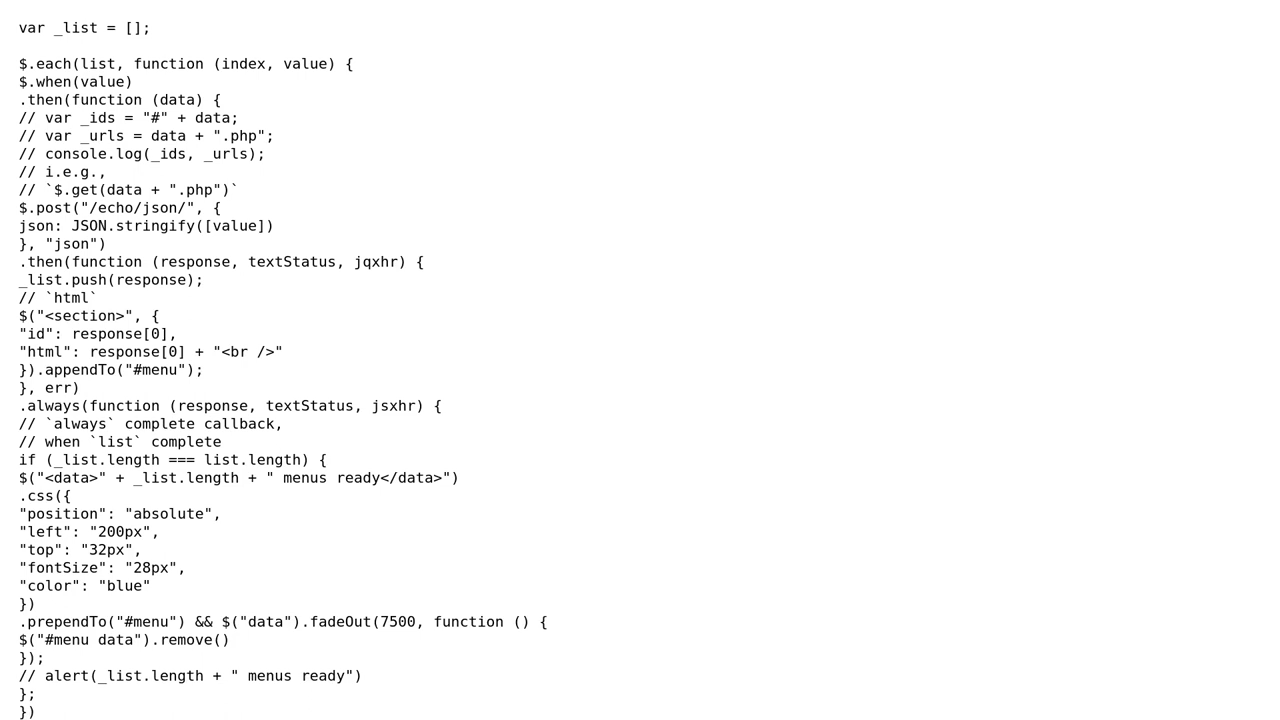 var _list = [];

$.each(list, function (index, value) {
$.when(value)
.then(function (data) {
// var _ids = "#" + data;
// var _urls = data + ".php";
// console.log(_ids, _urls);
// i.e.g.,
// `$.get(data + ".php")`
$.post("/echo/json/", {
json: JSON.stringify([value])
}, "json")
.then(function (response, textStatus, jqxhr) {
_list.push(response);
// `html`
$("<section>", {
"id": response[0],
"html": response[0] + "<br />"
}).appendTo("#menu");
}, err)
.always(function (response, textStatus, jsxhr) {
// `always` complete callback,
// when `list` complete
if (_list.length === list.length) {
$("<data>" + _list.length + " menus ready</data>")
.css({
"position": "absolute",
"left": "200px",
"top": "32px",
"fontSize": "28px",
"color": "blue"
})
.prependTo("#menu") && $("data").fadeOut(7500, function () {
$("#menu data").remove()
});
// alert(_list.length + " menus ready")
};
})